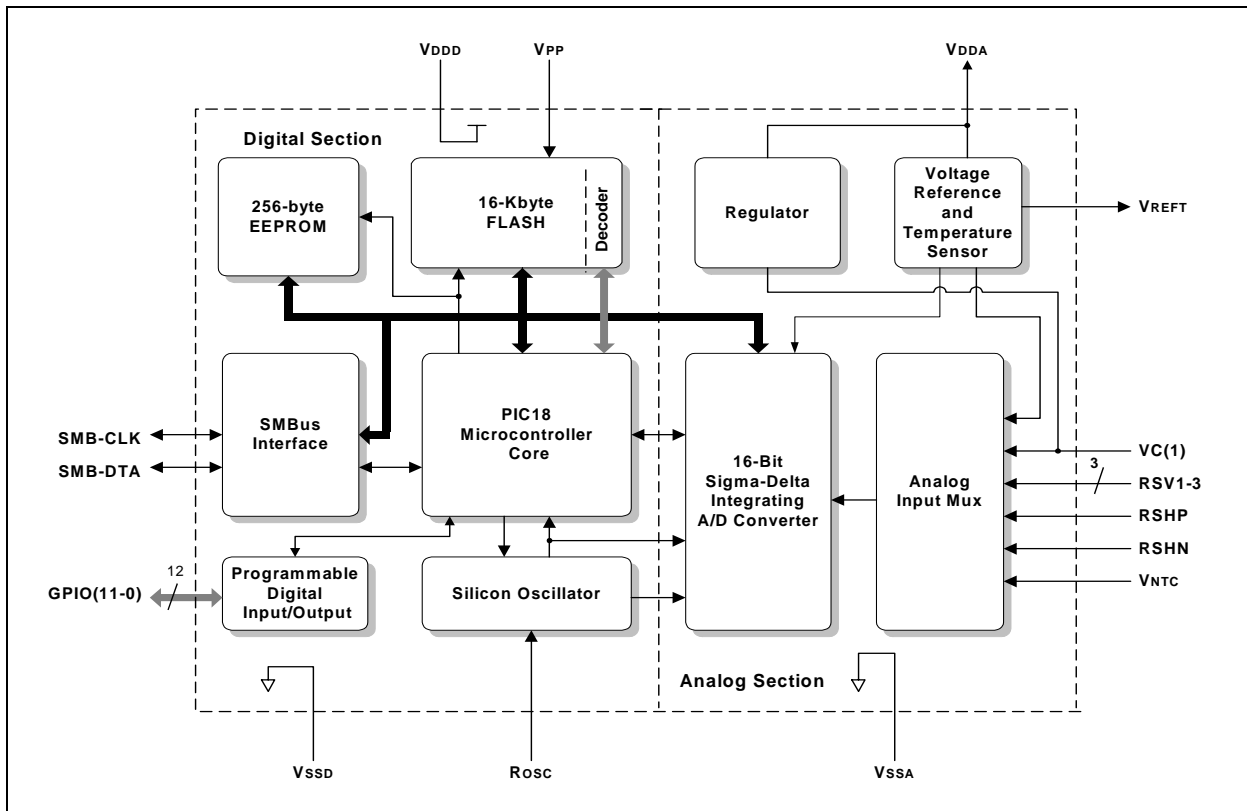 VDDD
VPP
VDDA
Digital Section
256-byte
EEPROM
16-Kbyte
FLASH
Decoder
Regulator
Voltage
Reference
and
Temperature
Sensor
VREFT
SMBus
Interface
PIC18
Microcontroller
Core
16-Bit
Sigma-Delta
Integrating
A/D Converter
Analog
Input Mux
SMB-CLK
SMB-DTA
VC(1)
3
RSV1-3
RSHP
RSHN
VNTC
GPIO(11-0)
12
Programmable
Digital
Input/Output
Silicon Oscillator
Analog Section
VSSD
ROSC
VSSA